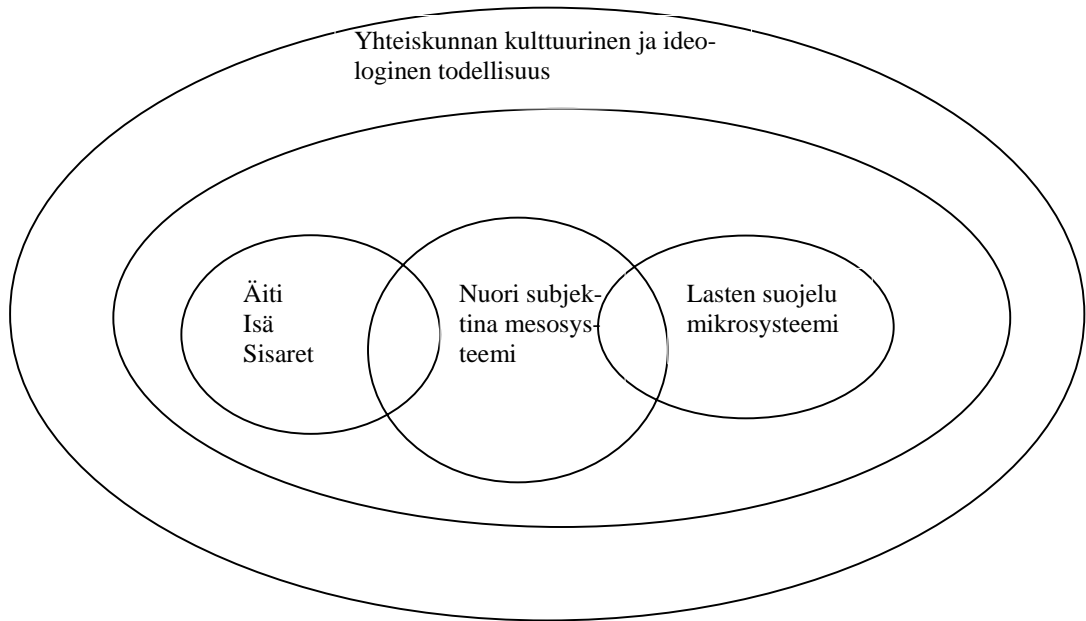 Yhteiskunnan kulttuurinen ja ideo-
loginen todellisuus
Äiti
Isä
Sisaret
Nuori subjek-
tina mesosys-
teemi
Lasten suojelu
mikrosysteemi